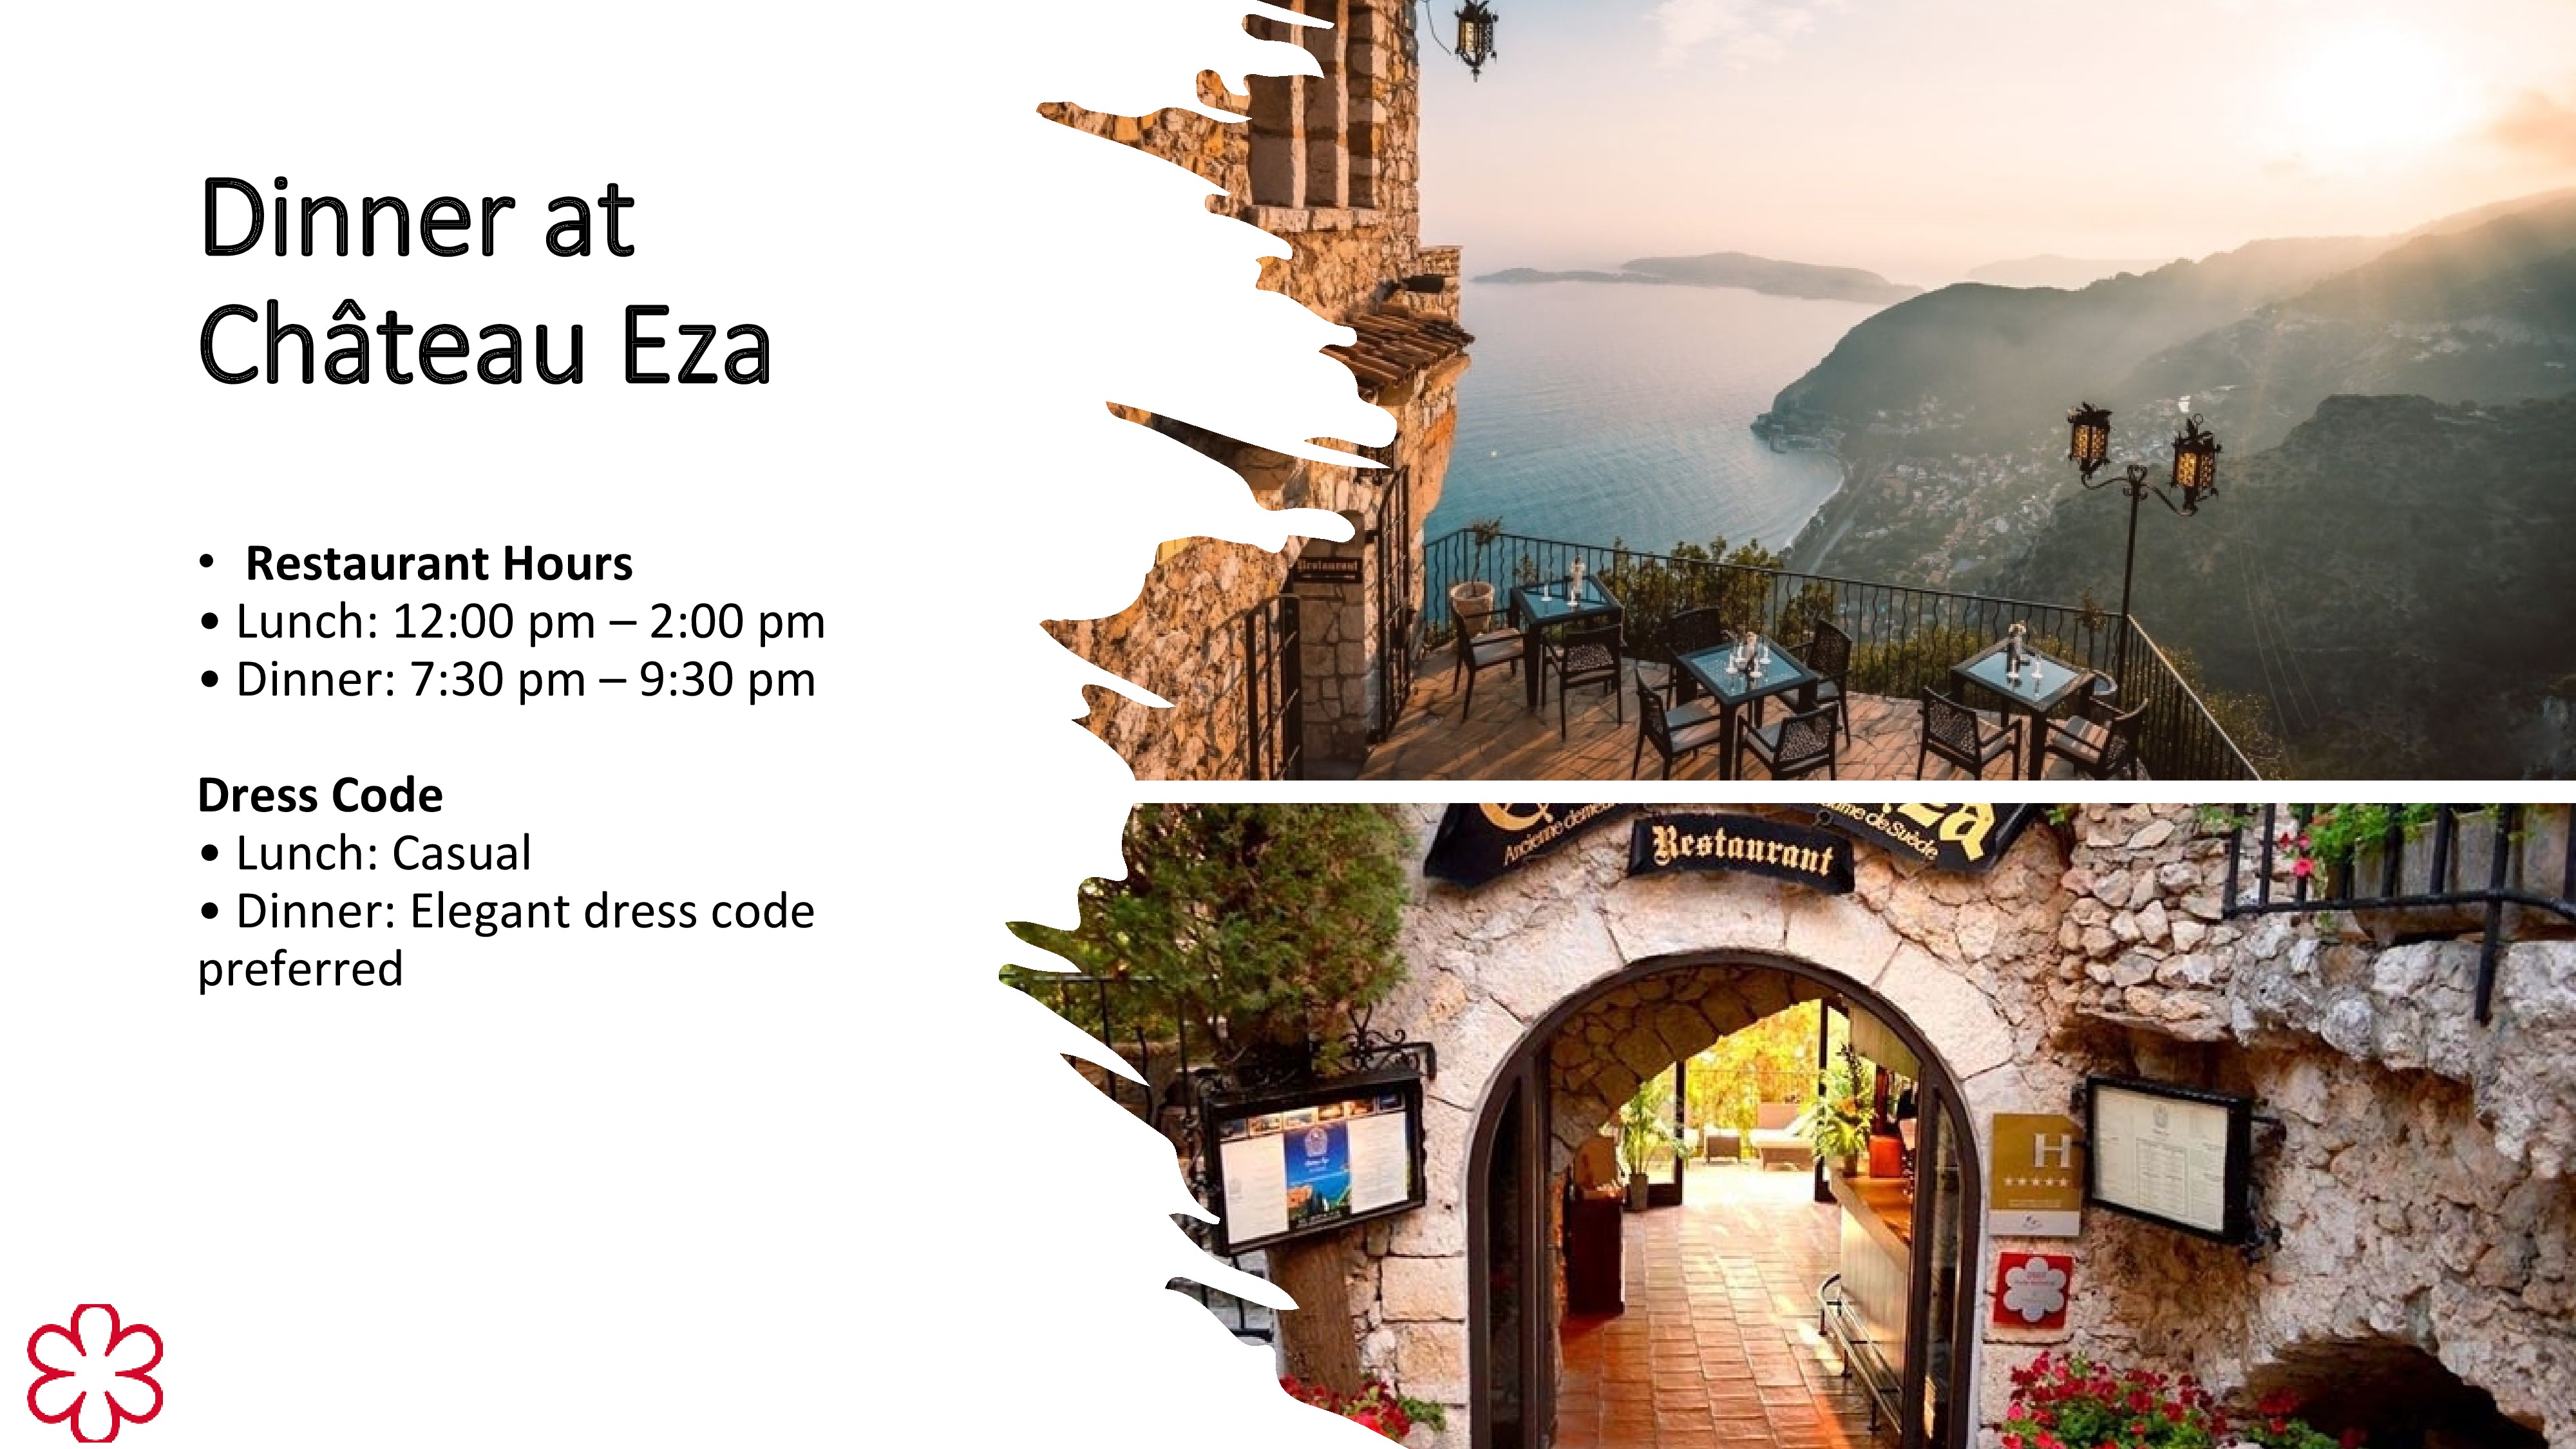 Dinner at
Château Eza
• Restaurant Hours
• Lunch: 12:00 pm – 2:00 pm
• Dinner: 7:30 pm – 9:30 pm
Dress Code
• Lunch: Casual
• Dinner: Elegant dress code
preferred
Restaurant
Ancienne
de Suède
Restaurant
H